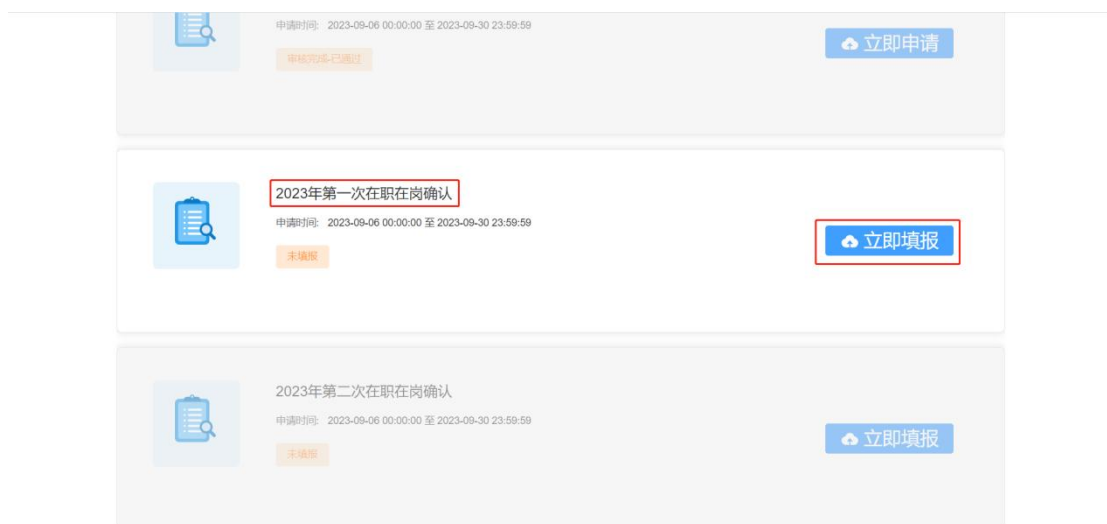 申请时间： 2023-09-06 00:00:00 至 2023-09-30 23:59:59
立即申请
审核完成-已通过
2023年第一次在职在岗确认
申请时间： 2023-09-06 00:00:00 至 2023-09-30 23:59:59
立即填报
未填报
2023年第二次在职在岗确认
申请时间： 2023-09-06 00:00:00 至 2023-09-30 23:59:59
立即填报
未填报